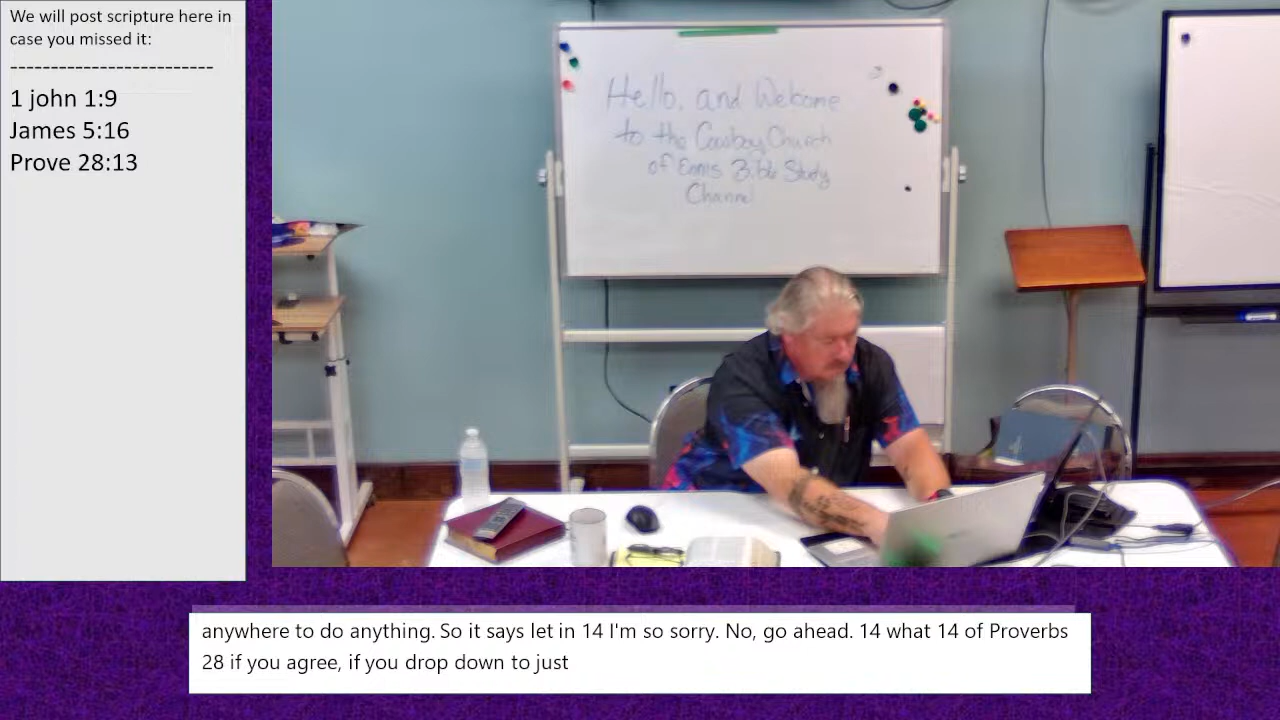 We will post scripture here in
case you missed it:
-------------------------
1 john 1:9
James 5:16
Prove 28:13
Hello, and Welcome
to the Cowboy Church
of Ennis Bible Study
Channel
anywhere to do anything. So it says let in 14 I'm so sorry. No, go ahead. 14 what 14 of Proverbs
28 if you agree, if you drop down to just